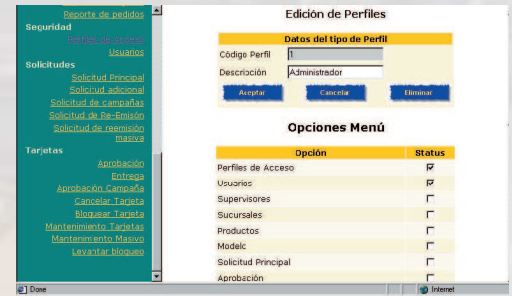 Reporte de pedidos
Seguridad
Perfiles de Acceso
Usuarios
Solicitudes
Solicitud Principal
Solicitud adicional
Solicitud de campañas
Solicitud de Re-Emisón
Solicitud de reemisión
masiva
Tarjetas
Aprobación
Entrega
Aprobación Campaña
Cancelar Tarjeta
Bloquear Tarjeta
Mantenimiento Tarjetas
Mantenimiento Masivo
Levantar bloqueo
Edición de Perfiles
Datos del tipo de Perfil
Código Perfil 1
Descripción Administrador
Aceptar Cancelar Eliminar
Opciones Menú
Opción Status
Perfiles de Acceso
Usuarios
Supervisores
Sucursales
Productos
Modelo
Solicitud Principal
Aprobación
Done Internet